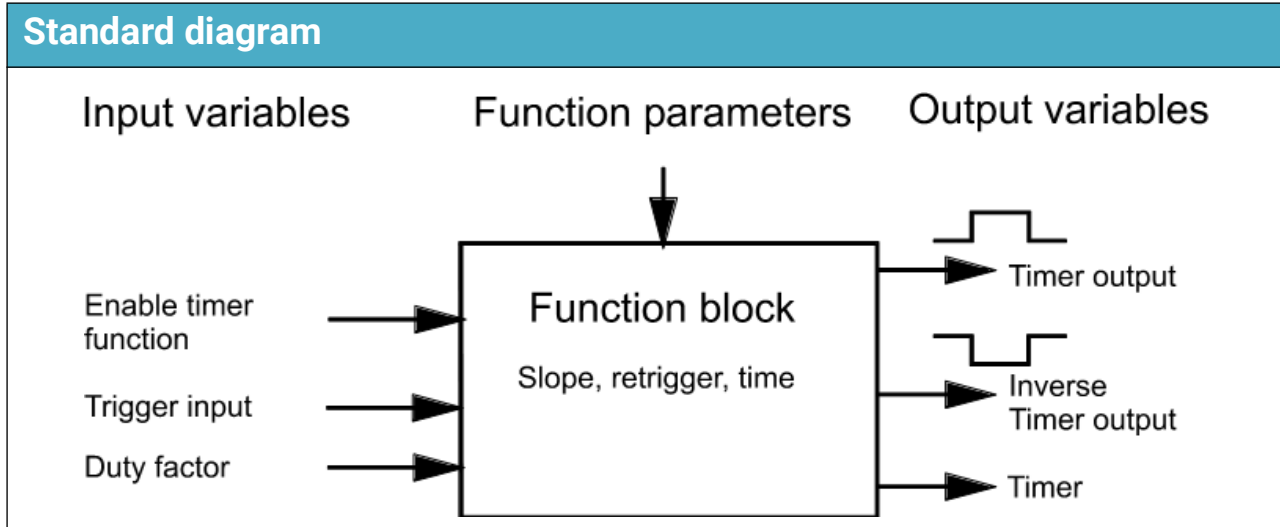 Standard diagram
Input variables
Function parameters
Output variables
Enable timer
function
Trigger input
Duty factor
Function block
Slope, retrigger, time
Timer output
Inverse
Timer output
Timer